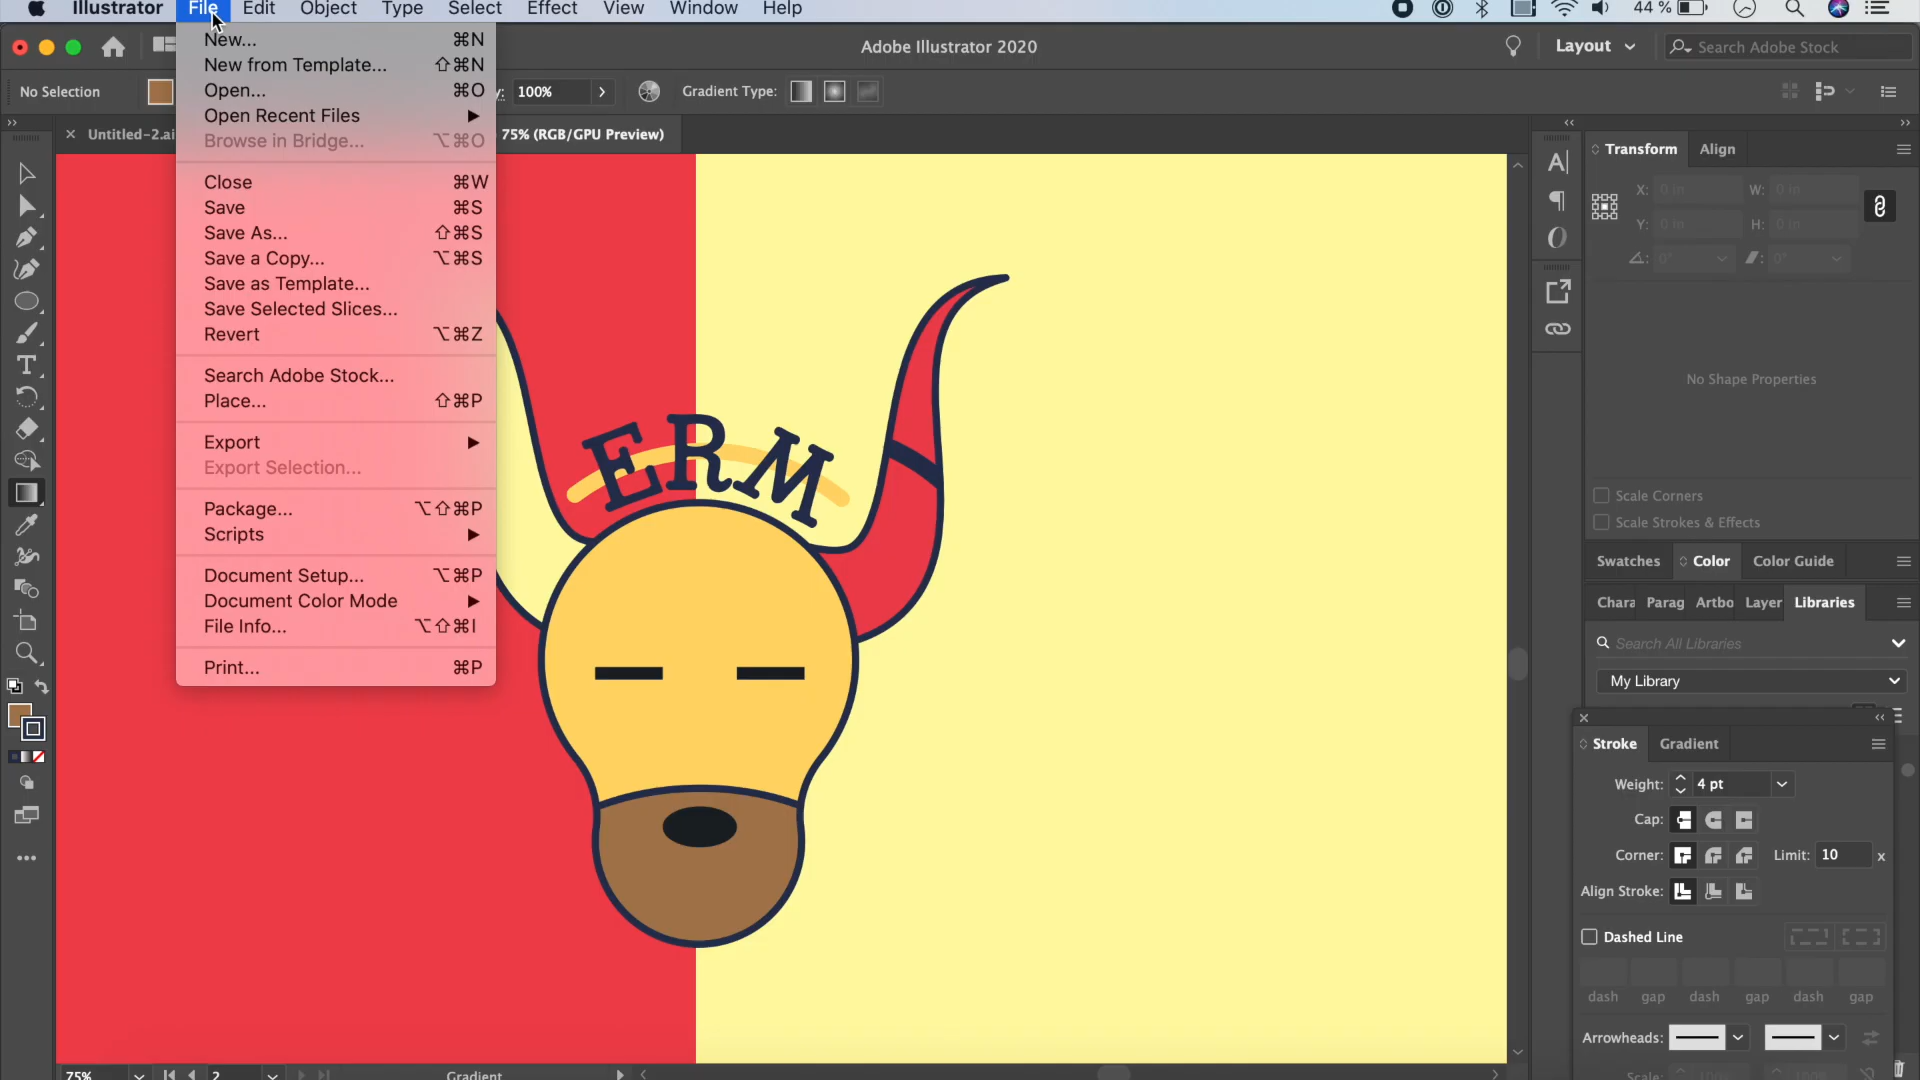 Illustrator File Edit Object Type Select Effect View Window Help 44 %
Adobe Illustrator 2020
Layout
Search Adobe Stock
No Selection
100%
Gradient Type:
Untitled-2.ai
75% (RGB/GPU Preview)
New... ⌘N
New from Template... ⇧⌘N
Open... ⌘O
Open Recent Files
Browse in Bridge... ⌥⌘O
Close ⌘W
Save ⌘S
Save As... ⇧⌘S
Save a Copy... ⌥⌘S
Save as Template...
Save Selected Slices...
Revert ⌥⌘Z
Search Adobe Stock...
Place... ⇧⌘P
Export
Export Selection...
Package... ⌥⇧⌘P
Scripts
Document Setup... ⌥⌘P
Document Color Mode
File Info... ⌥⇧⌘I
Print... ⌘P
ERM
Transform Align
X: 0 in W: 0 in
Y: 0 in H: 0 in
0° 0°
No Shape Properties
Scale Corners
Scale Strokes & Effects
Swatches Color Color Guide
Chara Parag Artbo Layer Libraries
Search All Libraries
My Library
Stroke Gradient
Weight: 4 pt
Cap:
Corner: Limit: 10 x
Align Stroke:
Dashed Line
dash gap dash gap dash gap
Arrowheads:
Scale: 100% 100%
75% 2 Gradient